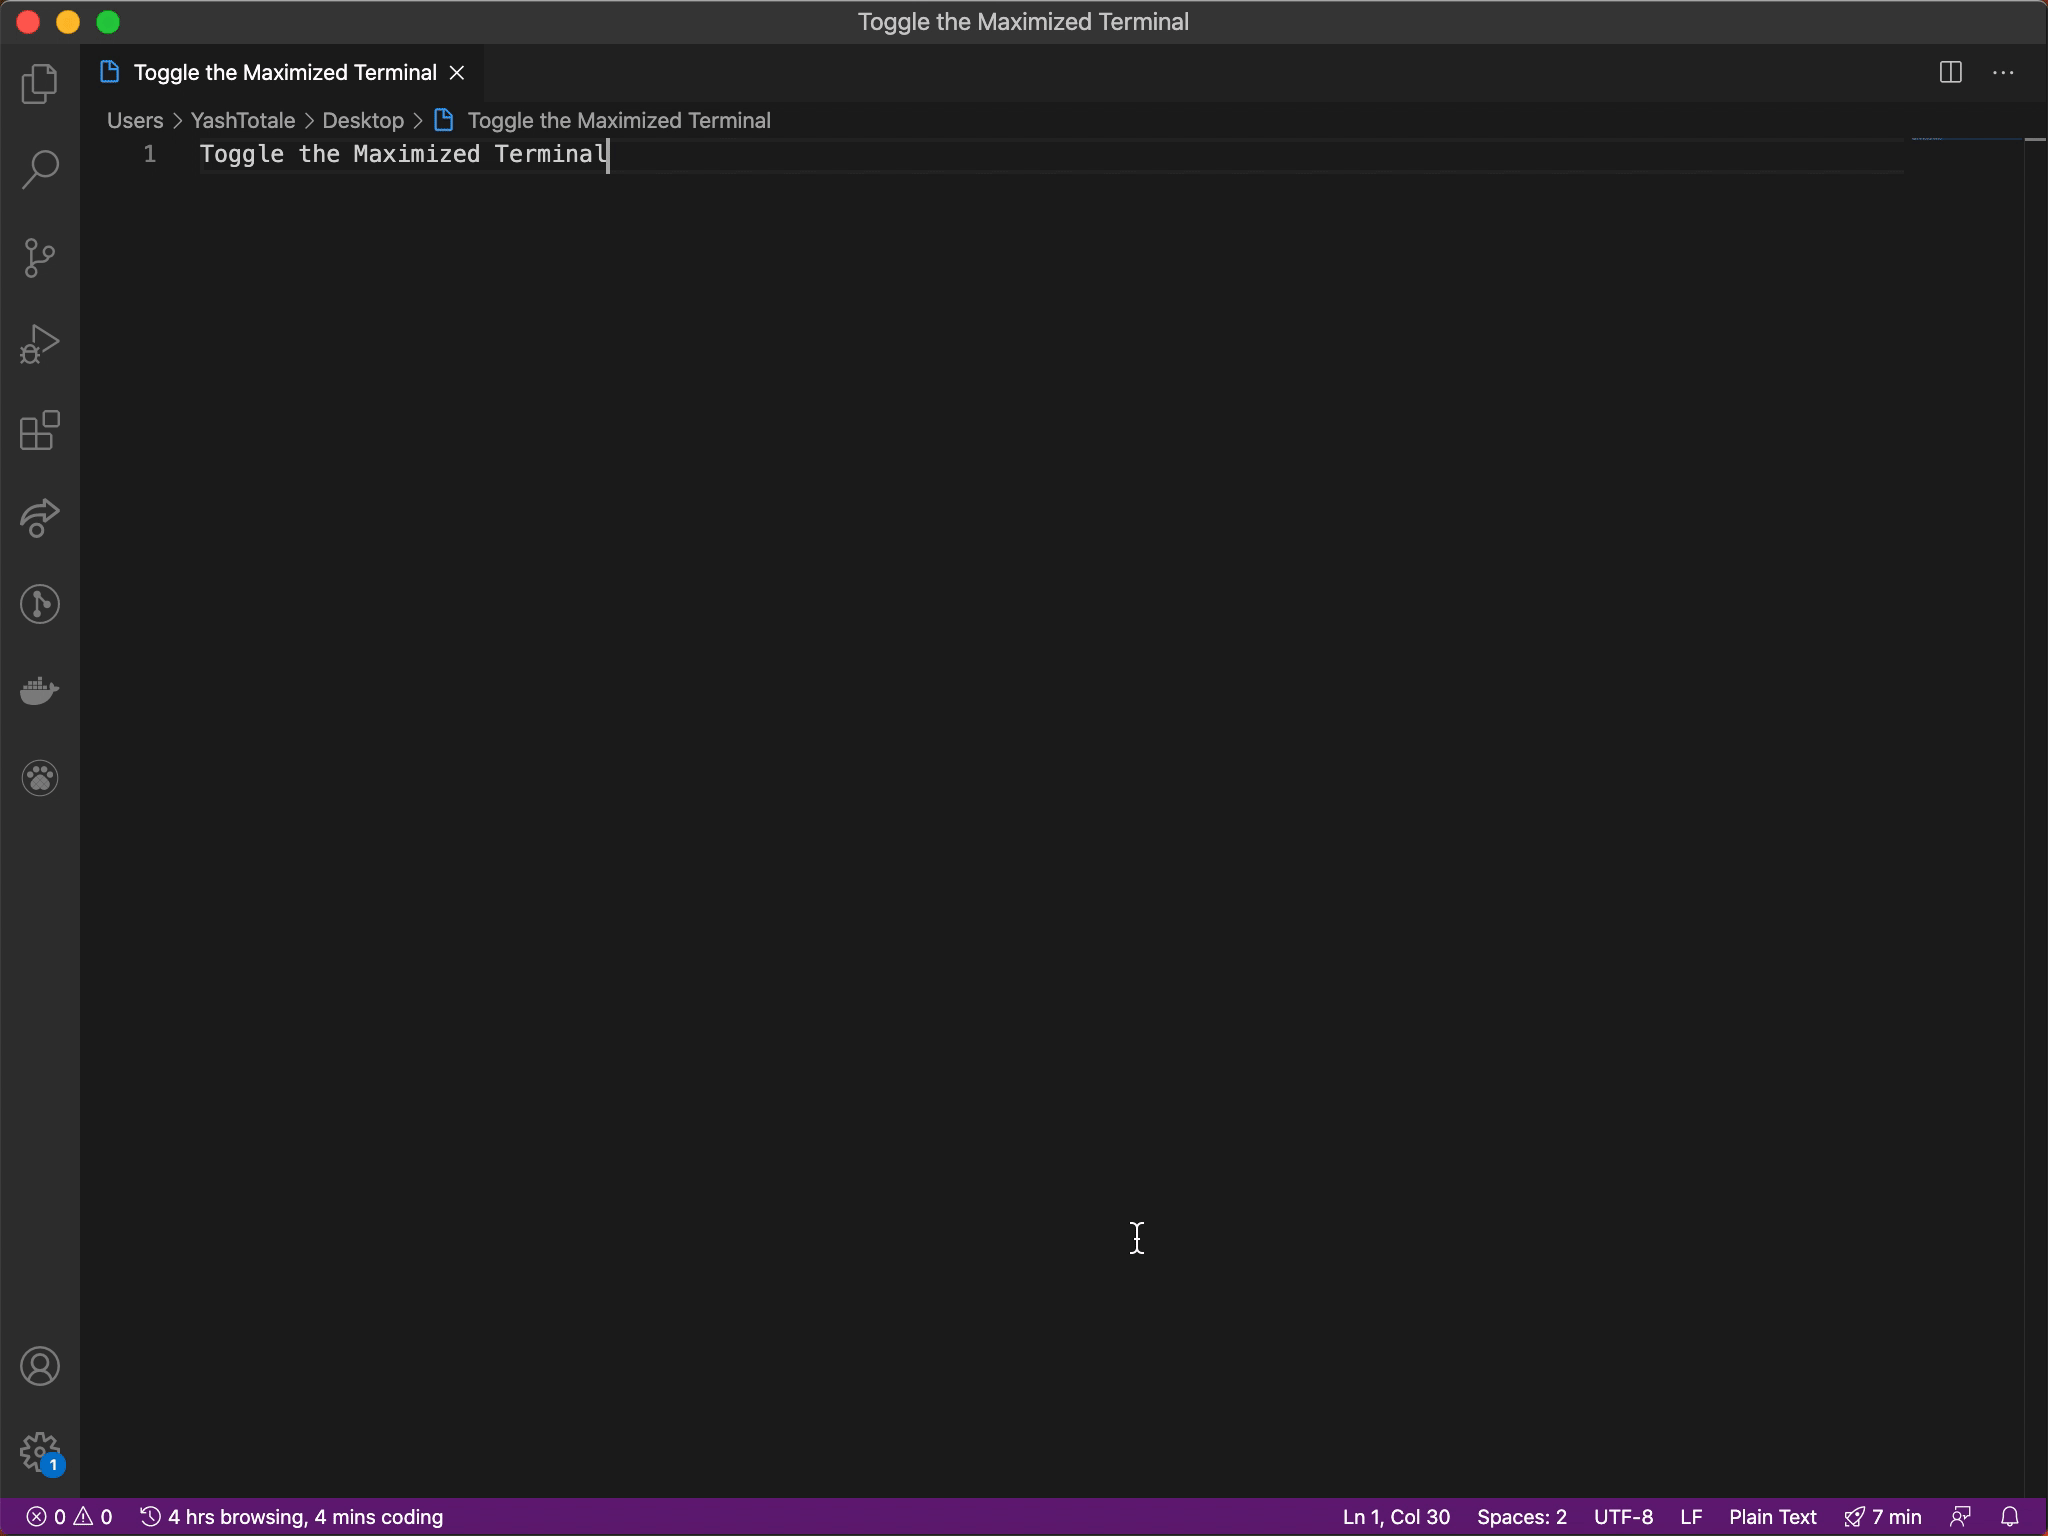 Toggle the Maximized Terminal
Toggle the Maximized Terminal
Users > YashTotale > Desktop > Toggle the Maximized Terminal
1 Toggle the Maximized Terminal
1
0 0 4 hrs browsing, 4 mins coding Ln 1, Col 30 Spaces: 2 UTF-8 LF Plain Text 7 min